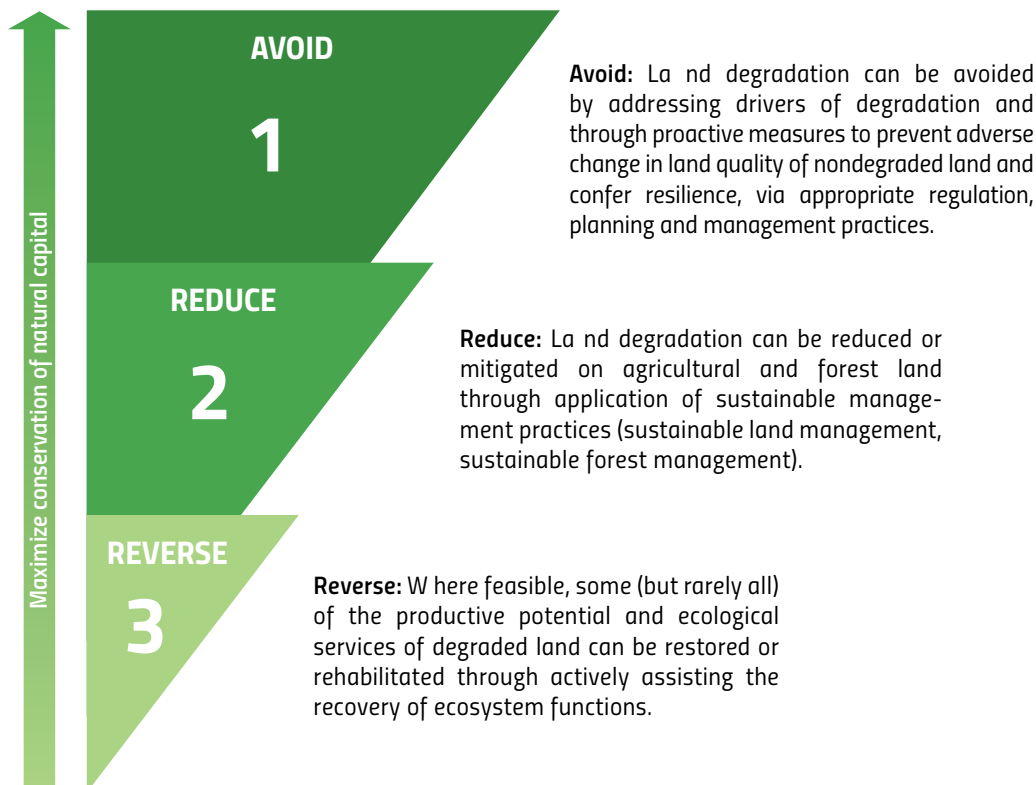 Maximize conservation of natural capital
AVOID
1
Avoid: La nd degradation can be avoided
by addressing drivers of degradation and
through proactive measures to prevent adverse
change in land quality of nondegraded land and
confer resilience, via appropriate regulation,
planning and management practices.
REDUCE
2
Reduce: La nd degradation can be reduced or
mitigated on agricultural and forest land
through application of sustainable manage-
ment practices (sustainable land management,
sustainable forest management).
REVERSE
3
Reverse: W here feasible, some (but rarely all)
of the productive potential and ecological
services of degraded land can be restored or
rehabilitated through actively assisting the
recovery of ecosystem functions.